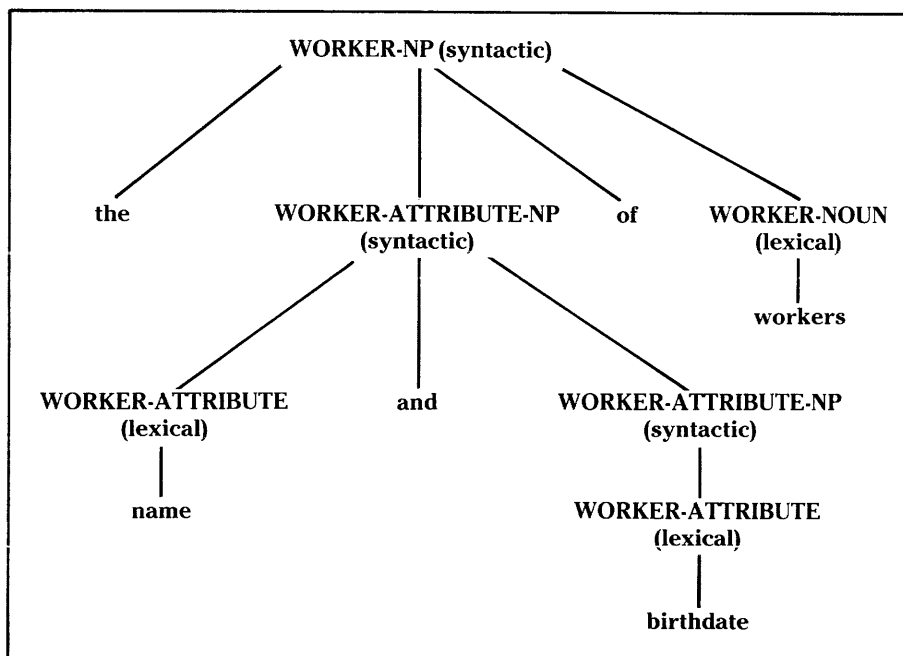 WORKER-NP (syntactic)
the
WORKER-ATTRIBUTE-NP
(syntactic)
of
WORKER-NOUN
(lexical)
workers
WORKER-ATTRIBUTE
(lexical)
and
WORKER-ATTRIBUTE-NP
(syntactic)
name
WORKER-ATTRIBUTE
(lexical)
birthdate